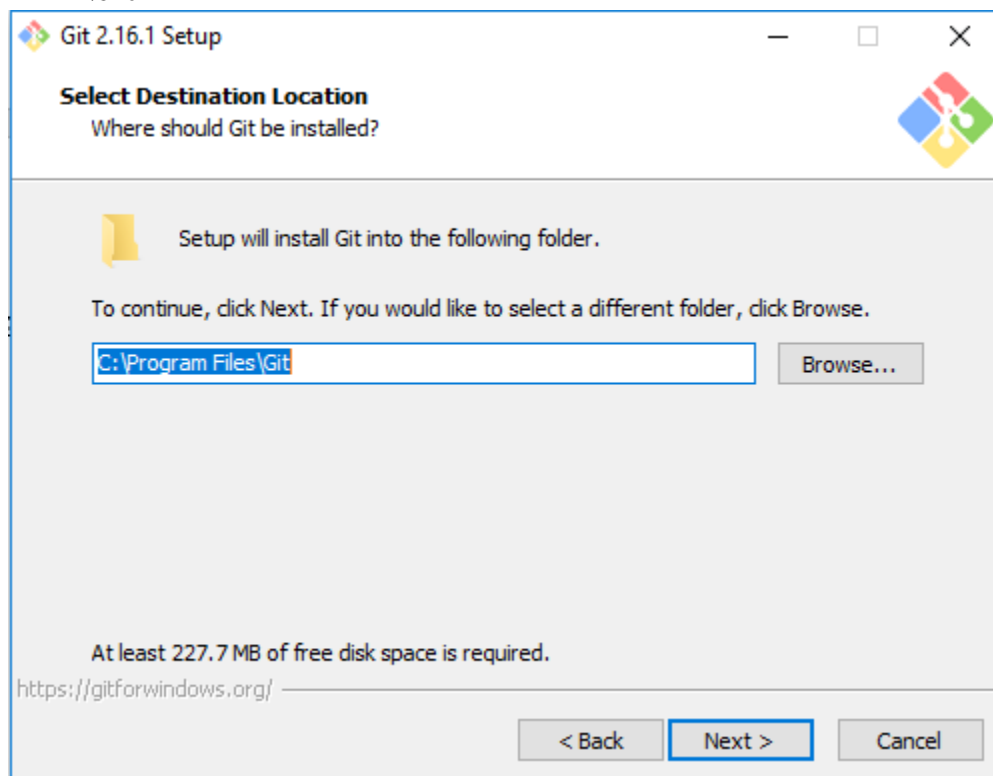 Git 2.16.1 Setup
Select Destination Location
Where should Git be installed?
Setup will install Git into the following folder.
To continue, click Next. If you would like to select a different folder, click Browse.
C:\Program Files\Git
Browse...
At least 227.7 MB of free disk space is required.
https://gitforwindows.org/
< Back
Next >
Cancel